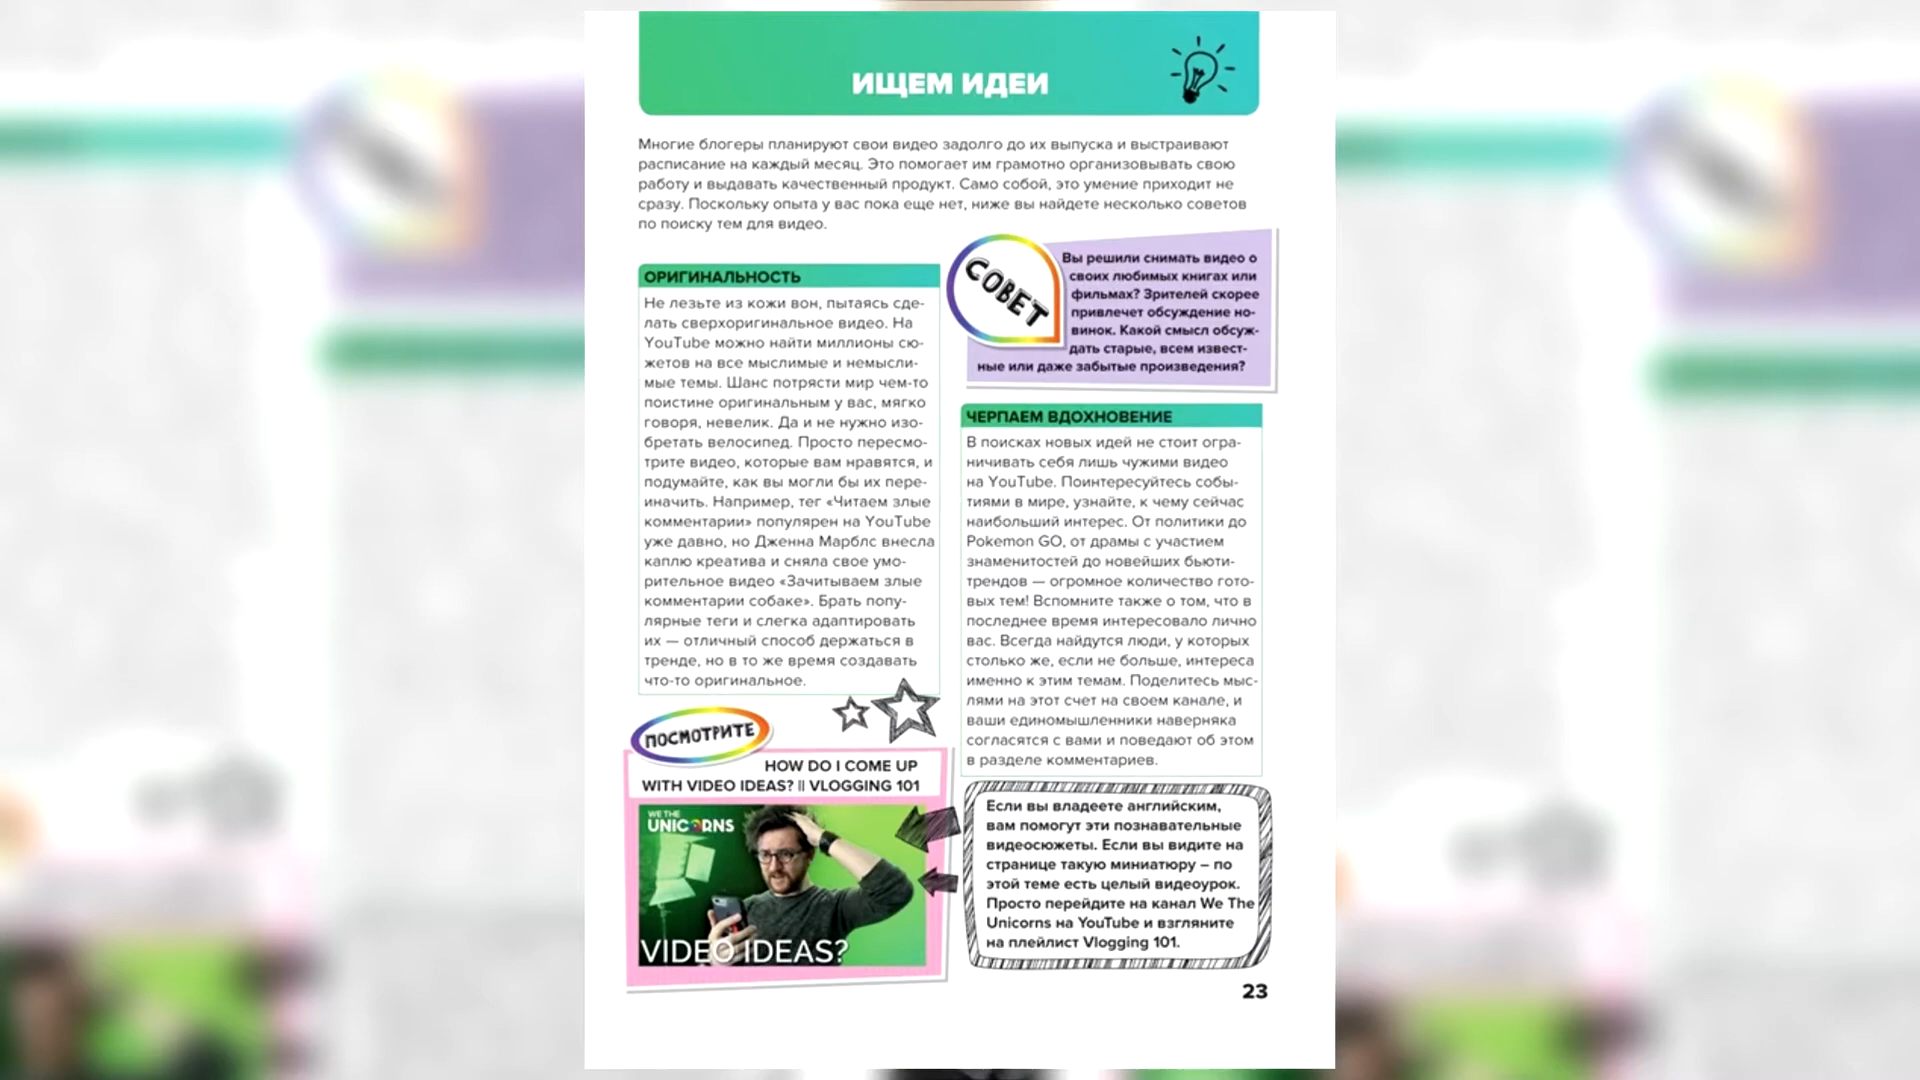 ИЩЕМ ИДЕИ
Многие блогеры планируют свои видео задолго до их выпуска и выстраивают
расписание на каждый месяц. Это помогает им грамотно организовывать свою
работу и выдавать качественный продукт. Само собой, это умение приходит не
сразу. Поскольку опыта у вас пока еще нет, ниже вы найдете несколько советов
по поиску тем для видео.
ОРИГИНАЛЬНОСТЬ
Не лезьте из кожи вон, пытаясь сде-
лать сверхоригинальное видео. На
YouTube можно найти миллионы сю-
жетов на все мыслимые и немысли-
мые темы. Шанс потрясти мир чем-то
поистине оригинальным у вас, мягко
говоря, невелик. Да и не нужно изо-
бретать велосипед. Просто пересмо-
трите видео, которые вам нравятся, и
подумайте, как вы могли бы их пере-
иначить. Например, тег «Читаем злые
комментарии» популярен на YouTube
уже давно, но Дженна Марблс внесла
каплю креатива и сняла свое умо-
рительное видео «Зачитываем злые
комментарии собаке». Брать попу-
лярные теги и слегка адаптировать
их — отличный способ держаться в
тренде, но в то же время создавать
что-то оригинальное.
ПОСМОТРИТЕ
HOW DO I COME UP
WITH VIDEO IDEAS? || VLOGGING 101
WE THE
UNICORNS
VIDEO IDEAS?
СОВЕТ
Вы решили снимать видео о
своих любимых книгах или
фильмах? Зрителей скорее
привлечет обсуждение но-
винок. Какой смысл обсуж-
дать старые, всем извест-
ные или даже забытые произведения?
ЧЕРПАЕМ ВДОХНОВЕНИЕ
В поисках новых идей не стоит огра-
ничивать себя лишь чужими видео
на YouTube. Поинтересуйтесь собы-
тиями в мире, узнайте, к чему сейчас
наибольший интерес. От политики до
Pokemon GO, от драмы с участием
знаменитостей до новейших бьюти-
трендов — огромное количество гото-
вых тем! Вспомните также о том, что в
последнее время интересовало лично
вас. Всегда найдутся люди, у которых
столько же, если не больше, интереса
именно к этим темам. Поделитесь мыс-
лями на этот счет на своем канале, и
ваши единомышленники наверняка
согласятся с вами и поведают об этом
в разделе комментариев.
Если вы владеете английским,
вам помогут эти познавательные
видеосюжеты. Если вы видите на
странице такую миниатюру – по
этой теме есть целый видеоурок.
Просто перейдите на канал We The
Unicorns на YouTube и взгляните
на плейлист Vlogging 101.
23